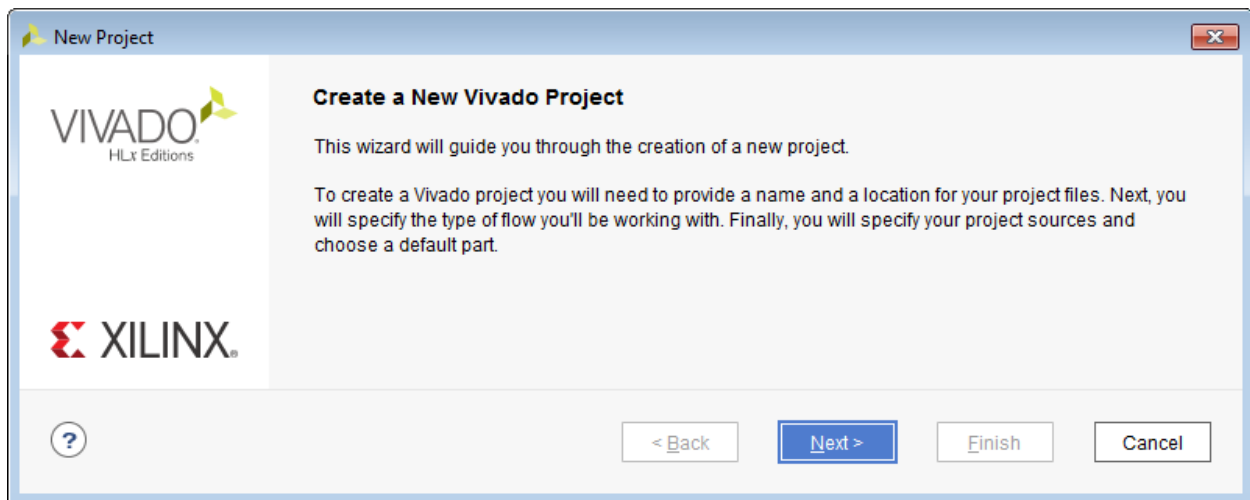 New Project
VIVADO
HLx Editions
Create a New Vivado Project
This wizard will guide you through the creation of a new project.
To create a Vivado project you will need to provide a name and a location for your project files. Next, you
will specify the type of flow you'll be working with. Finally, you will specify your project sources and
choose a default part.
XILINX
?
< Back
Next >
Finish
Cancel